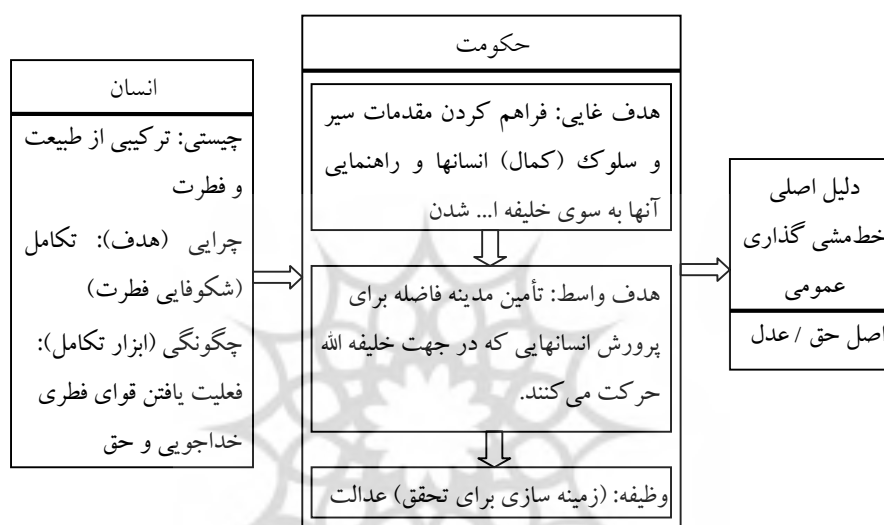 حکومت
انسان
چیستی: ترکیبی از طبیعت
و فطرت
چرایی (هدف): تکامل
(شکوفایی فطرت)
چگونگی (ابزار تکامل):
فعلیت یافتن قوای فطری
خداجویی و حق
هدف غایی: فراهم کردن مقدمات سیر
و سلوک (کمال) انسانها و راهنمایی
آنها به سوی خلیفه ا... شدن
هدف واسط: تأمین مدینه فاضله برای
پرورش انسانهایی که در جهت خلیفه الله
حرکت می‌کنند.
وظیفه: (زمینه سازی برای تحقق) عدالت
دلیل اصلی
خط‌مشی گذاری
عمومی
اصل حق / عدل